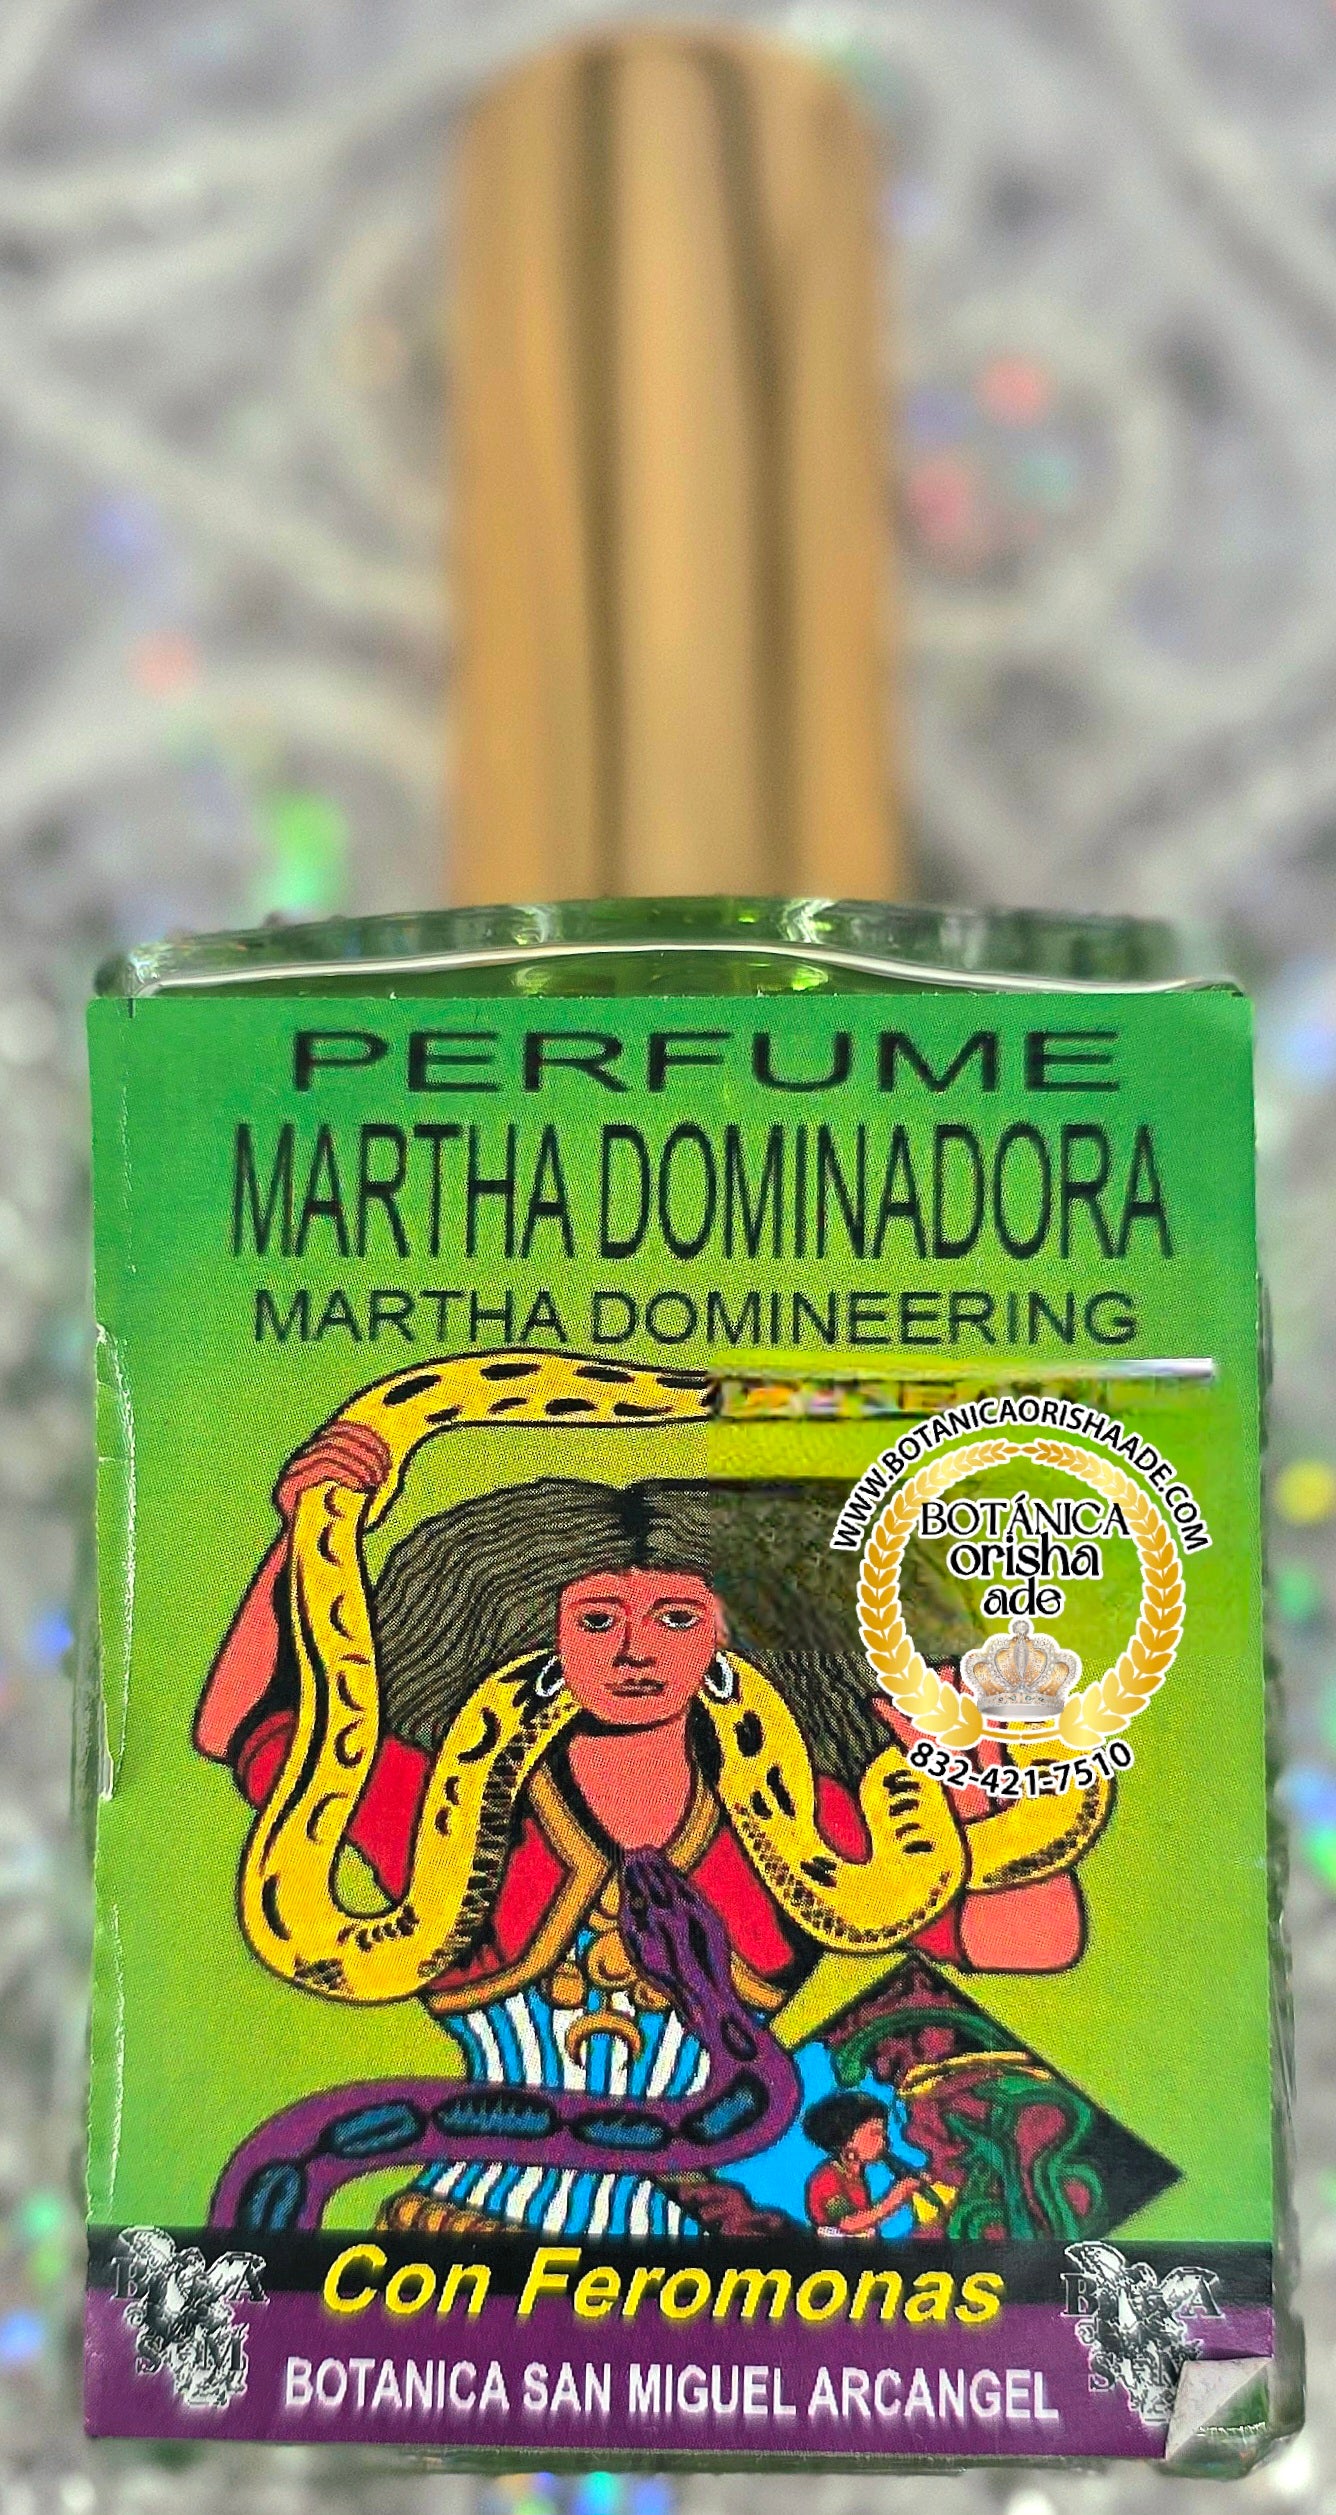 PERFUME
MARTHA DOMINADORA
MARTHA DOMINEERING
WWW.BOTANICAORISHAADE.COM
BOTÁNICA
orisha
ade
832-421-7510
Con Feromonas
BOTANICA SAN MIGUEL ARCANGEL